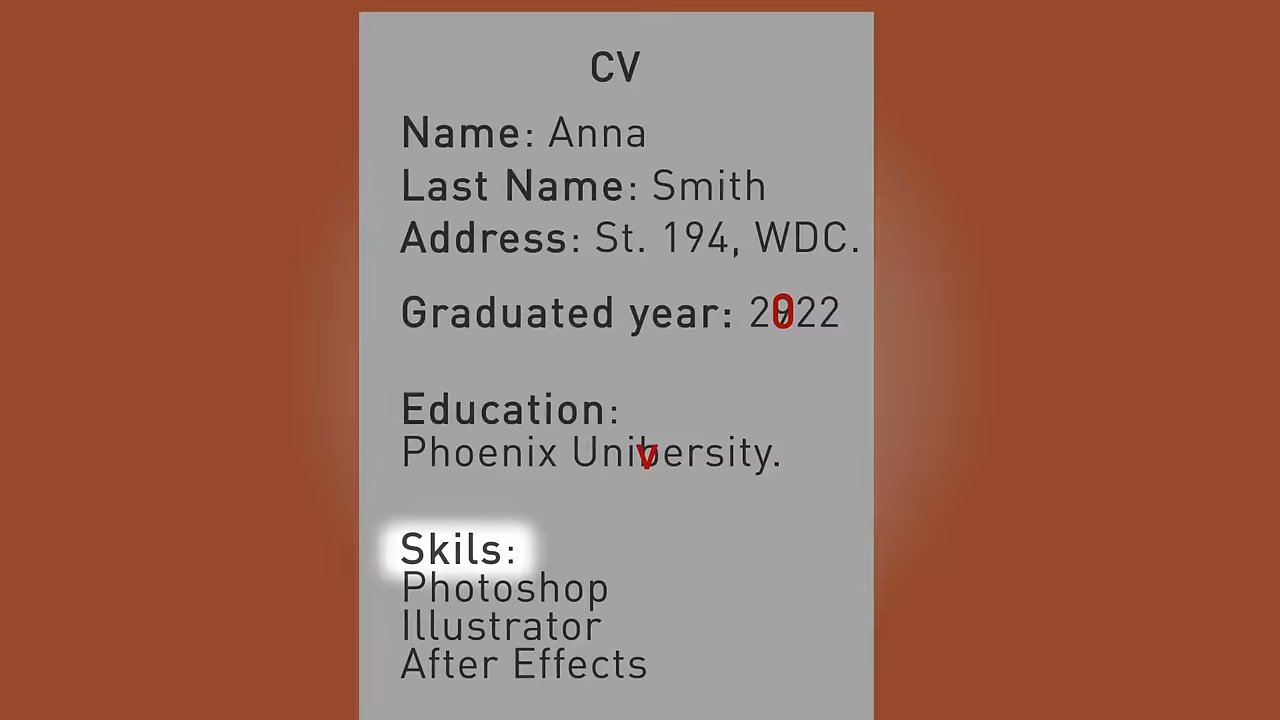 CV
Name: Anna
Last Name: Smith
Address: St. 194, WDC.
Graduated year: 2022
Education:
Phoenix University.
Skils:
Photoshop
Illustrator
After Effects